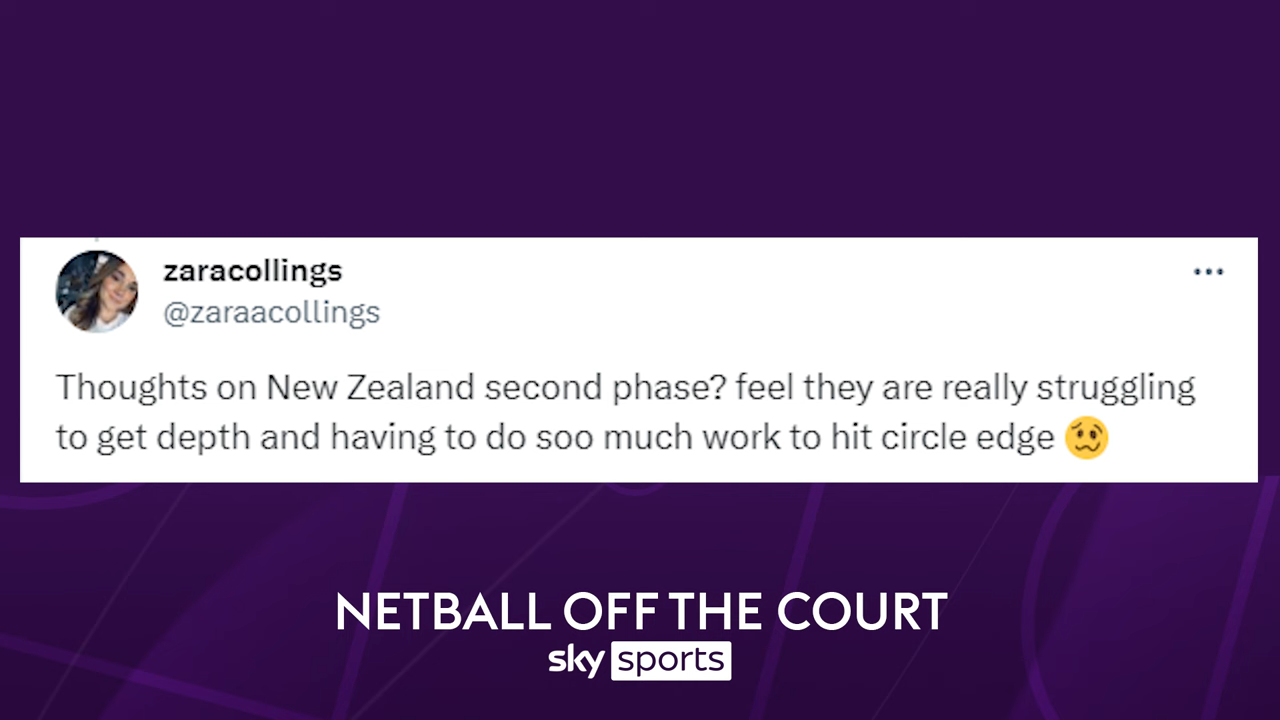 zaracollings
@zaraacollings
Thoughts on New Zealand second phase? feel they are really struggling
to get depth and having to do soo much work to hit circle edge 🥴
NETBALL OFF THE COURT
sky sports